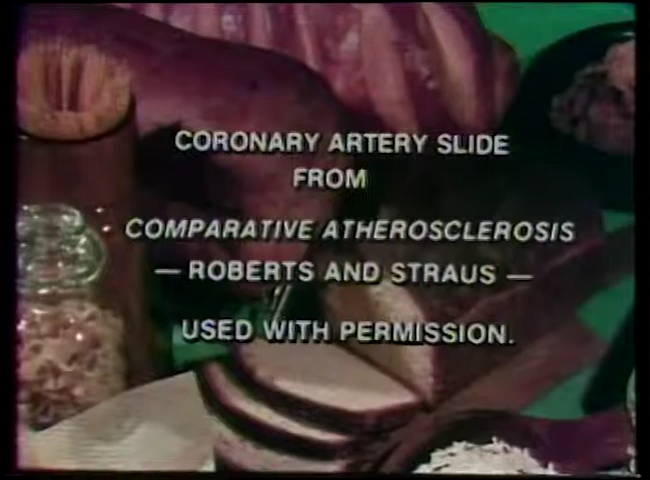 CORONARY ARTERY SLIDE
FROM
COMPARATIVE ATHEROSCLEROSIS
— ROBERTS AND STRAUS —
USED WITH PERMISSION.